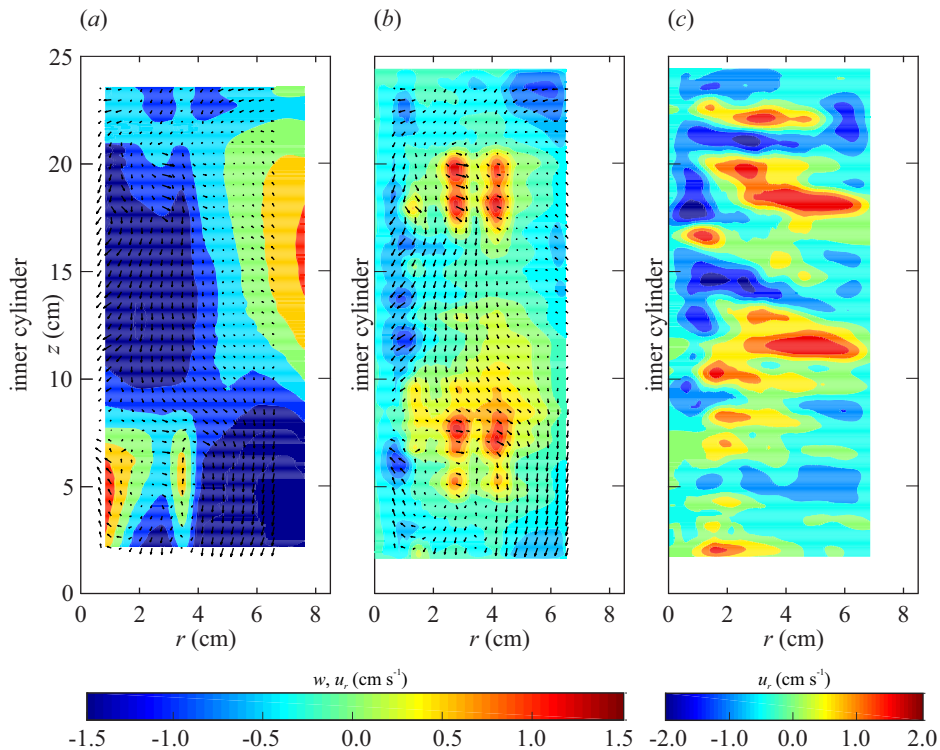 (a) (b) (c)
25
20
15
10
5
0
inner cylinder
z (cm)
inner cylinder
inner cylinder
0 2 4 6 8
0 2 4 6 8
0 2 4 6 8
r (cm)
r (cm)
r (cm)
w, uᵣ (cm s⁻¹)
uᵣ (cm s⁻¹)
-1.5 -1.0 -0.5 0.0 0.5 1.0 1.5
-2.0 -1.0 0.0 1.0 2.0